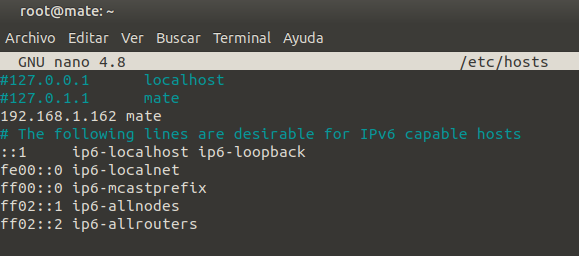 root@mate: ~
Archivo Editar Ver Buscar Terminal Ayuda
GNU nano 4.8 /etc/hosts
#127.0.0.1 localhost
#127.0.1.1 mate
192.168.1.162 mate
# The following lines are desirable for IPv6 capable hosts
::1 ip6-localhost ip6-loopback
fe00::0 ip6-localnet
ff00::0 ip6-mcastprefix
ff02::1 ip6-allnodes
ff02::2 ip6-allrouters